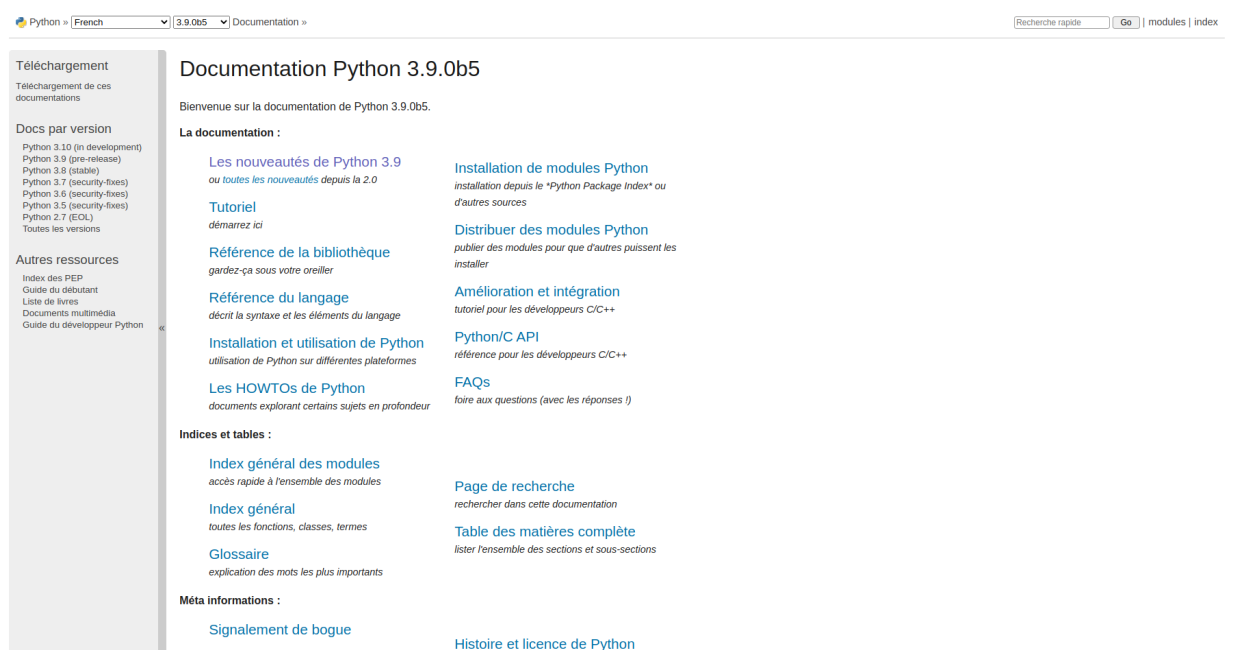 Python » French 3.9.0b5 Documentation »
Recherche rapide Go | modules | index
Téléchargement
Téléchargement de ces
documentations
Docs par version
Python 3.10 (in development)
Python 3.9 (pre-release)
Python 3.8 (stable)
Python 3.7 (security-fixes)
Python 3.6 (security-fixes)
Python 3.5 (security-fixes)
Python 2.7 (EOL)
Toutes les versions
Autres ressources
Index des PEP
Guide du débutant
Liste de livres
Documents multimédia
Guide du développeur Python
«
Documentation Python 3.9.0b5
Bienvenue sur la documentation de Python 3.9.0b5.
La documentation :
Les nouveautés de Python 3.9
ou toutes les nouveautés depuis la 2.0
Tutoriel
démarrez ici
Référence de la bibliothèque
gardez-ça sous votre oreiller
Référence du langage
décrit la syntaxe et les éléments du langage
Installation et utilisation de Python
utilisation de Python sur différentes plateformes
Les HOWTOs de Python
documents explorant certains sujets en profondeur
Installation de modules Python
installation depuis le *Python Package Index* ou
d'autres sources
Distribuer des modules Python
publier des modules pour que d'autres puissent les
installer
Amélioration et intégration
tutoriel pour les développeurs C/C++
Python/C API
référence pour les développeurs C/C++
FAQs
foire aux questions (avec les réponses !)
Indices et tables :
Index général des modules
accès rapide à l'ensemble des modules
Index général
toutes les fonctions, classes, termes
Glossaire
explication des mots les plus importants
Page de recherche
rechercher dans cette documentation
Table des matières complète
lister l'ensemble des sections et sous-sections
Méta informations :
Signalement de bogue
Histoire et licence de Python